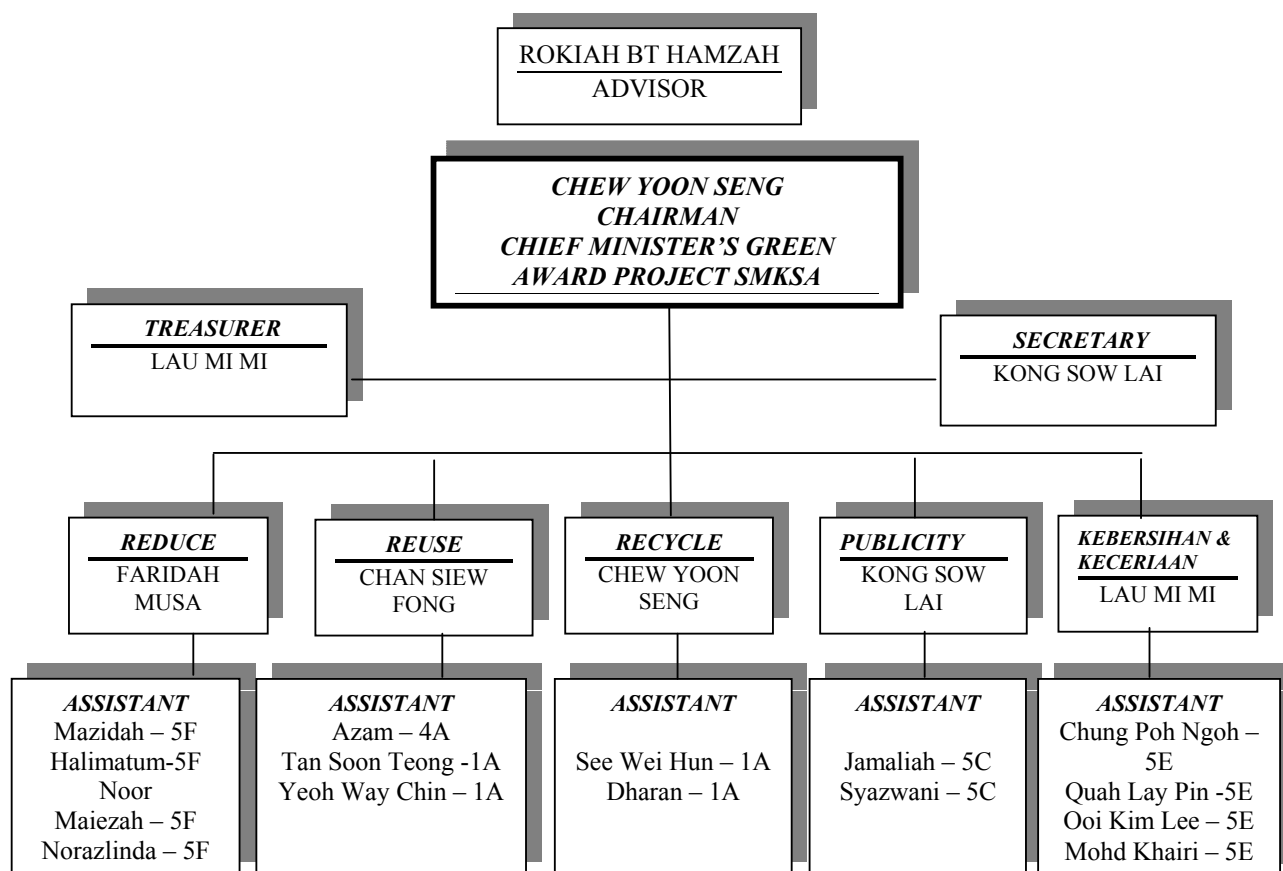 ROKIAH BT HAMZAH
ADVISOR
CHEW YOON SENG
CHAIRMAN
CHIEF MINISTER’S GREEN
AWARD PROJECT SMKSA
TREASURER
LAU MI MI
SECRETARY
KONG SOW LAI
REDUCE
FARIDAH
MUSA
REUSE
CHAN SIEW
FONG
RECYCLE
CHEW YOON
SENG
PUBLICITY
KONG SOW
LAI
KEBERSIHAN &
KECERIAAN
LAU MI MI
ASSISTANT
Mazidah – 5F
Halimatum-5F
Noor
Maiezah – 5F
Norazlinda – 5F
ASSISTANT
Azam – 4A
Tan Soon Teong -1A
Yeoh Way Chin – 1A
ASSISTANT
See Wei Hun – 1A
Dharan – 1A
ASSISTANT
Jamaliah – 5C
Syazwani – 5C
ASSISTANT
Chung Poh Ngoh –
5E
Quah Lay Pin -5E
Ooi Kim Lee – 5E
Mohd Khairi – 5E